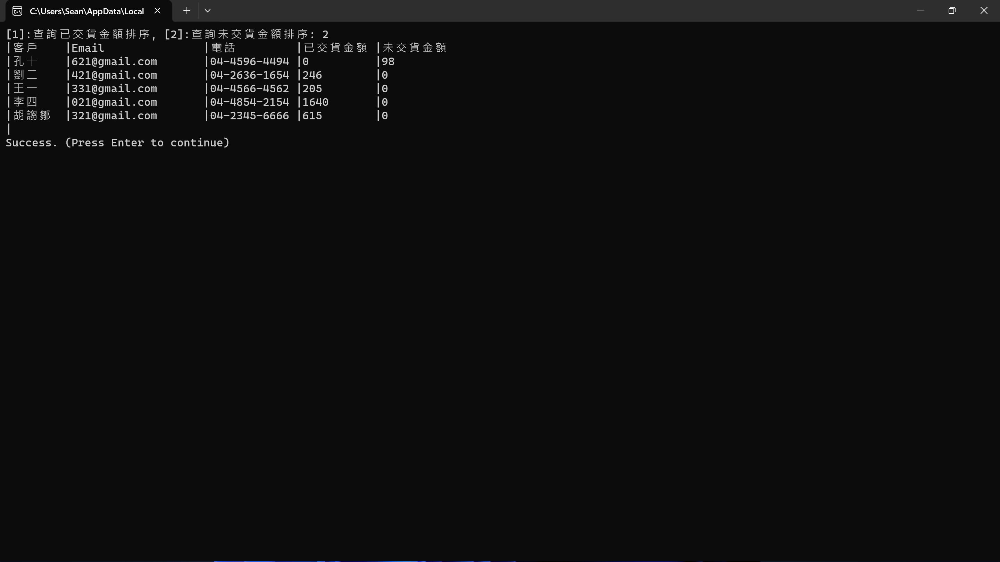 C:\Users\Sean\AppData\Local
[1]:查詢已交貨金額排序, [2]:查詢未交貨金額排序: 2
|客戶 |Email |電話 |已交貨金額 |未交貨金額
|孔十 |621@gmail.com |04-4596-4494 |0 |98
|劉二 |421@gmail.com |04-2636-1654 |246 |0
|王一 |331@gmail.com |04-4566-4562 |205 |0
|李四 |021@gmail.com |04-4854-2154 |1640 |0
|胡謅鄒 |321@gmail.com |04-2345-6666 |615 |0
|
Success. (Press Enter to continue)